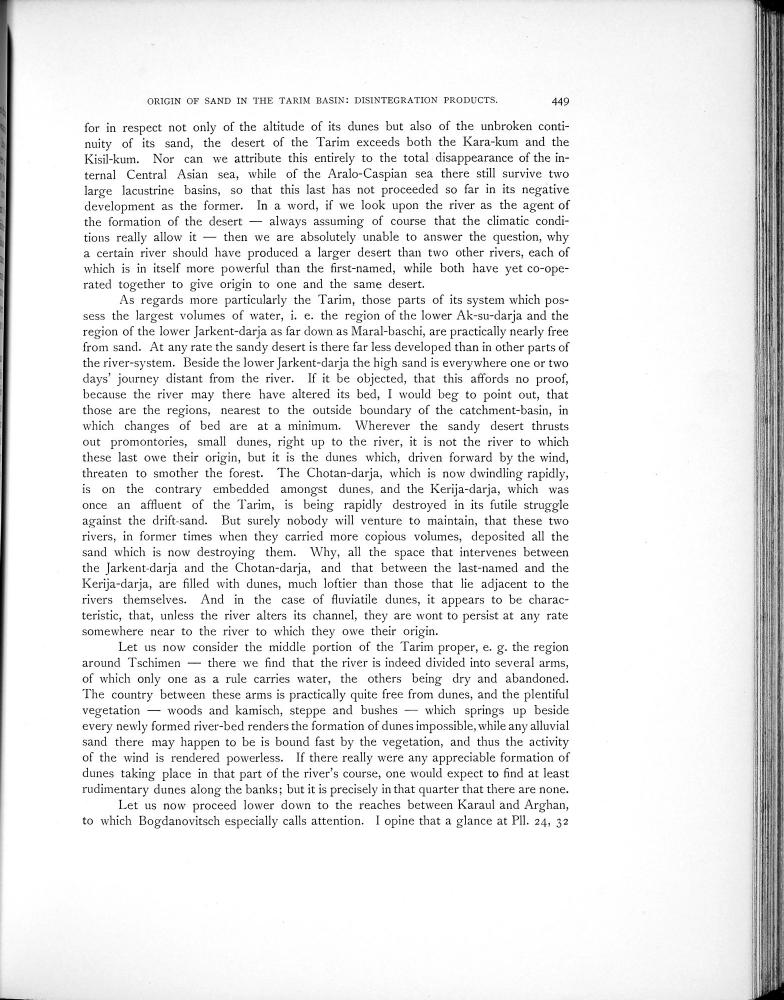 ORIGIN OF SAND IN THE TARIM BASIN: DISINTEGRATION PRODUCTS. 449
for in respect not only of the altitude of its dunes but also of the unbroken conti-
nuity of its sand, the desert of the Tarim exceeds both the Kara-kum and the
Kisil-kum. Nor can we attribute this entirely to the total disappearance of the in-
ternal Central Asian sea, while of the Aralo-Caspian sea there still survive two
large lacustrine basins, so that this last has not proceeded so far in its negative
development as the former. In a word, if we look upon the river as the agent of
the formation of the desert — always assuming of course that the climatic condi-
tions really allow it — then we are absolutely unable to answer the question, why
a certain river should have produced a larger desert than two other rivers, each of
which is in itself more powerful than the first-named, while both have yet co-ope-
rated together to give origin to one and the same desert.
As regards more particularly the Tarim, those parts of its system which pos-
sess the largest volumes of water, i. e. the region of the lower Ak-su-darja and the
region of the lower Jarkent-darja as far down as Maral-baschi, are practically nearly free
from sand. At any rate the sandy desert is there far less developed than in other parts of
the river-system. Beside the lower Jarkent-darja the high sand is everywhere one or two
days' journey distant from the river. If it be objected, that this affords no proof,
because the river may there have altered its bed, I would beg to point out, that
those are the regions, nearest to the outside boundary of the catchment-basin, in
which changes of bed are at a minimum. Wherever the sandy desert thrusts
out promontories, small dunes, right up to the river, it is not the river to which
these last owe their origin, but it is the dunes which, driven forward by the wind,
threaten to smother the forest. The Chotan-darja, which is now dwindling rapidly,
is on the contrary embedded amongst dunes, and the Kerija-darja, which was
once an affluent of the Tarim, is being rapidly destroyed in its futile struggle
against the drift-sand. But surely nobody will venture to maintain, that these two
rivers, in former times when they carried more copious volumes, deposited all the
sand which is now destroying them. Why, all the space that intervenes between
the Jarkent-darja and the Chotan-darja, and that between the last-named and the
Kerija-darja, are filled with dunes, much loftier than those that lie adjacent to the
rivers themselves. And in the case of fluviatile dunes, it appears to be charac-
teristic, that, unless the river alters its channel, they are wont to persist at any rate
somewhere near to the river to which they owe their origin.
Let us now consider the middle portion of the Tarim proper, e. g. the region
around Tschimen — there we find that the river is indeed divided into several arms,
of which only one as a rule carries water, the others being dry and abandoned.
The country between these arms is practically quite free from dunes, and the plentiful
vegetation — woods and kamisch, steppe and bushes — which springs up beside
every newly formed river-bed renders the formation of dunes impossible, while any alluvial
sand there may happen to be is bound fast by the vegetation, and thus the activity
of the wind is rendered powerless. If there really were any appreciable formation of
dunes taking place in that part of the river's course, one would expect to find at least
rudimentary dunes along the banks; but it is precisely in that quarter that there are none.
Let us now proceed lower down to the reaches between Karaul and Arghan,
to which Bogdanovitsch especially calls attention. I opine that a glance at Pll. 24, 32